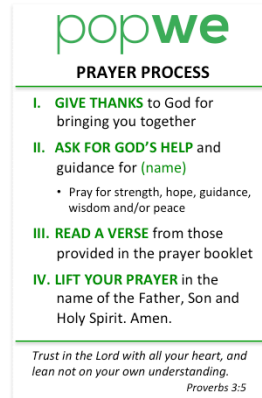 popwe
PRAYER PROCESS
I. GIVE THANKS to God for
bringing you together
II. ASK FOR GOD'S HELP and
guidance for (name)
• Pray for strength, hope, guidance,
wisdom and/or peace
III. READ A VERSE from those
provided in the prayer booklet
IV. LIFT YOUR PRAYER in the
name of the Father, Son and
Holy Spirit. Amen.
Trust in the Lord with all your heart, and
lean not on your own understanding.
Proverbs 3:5